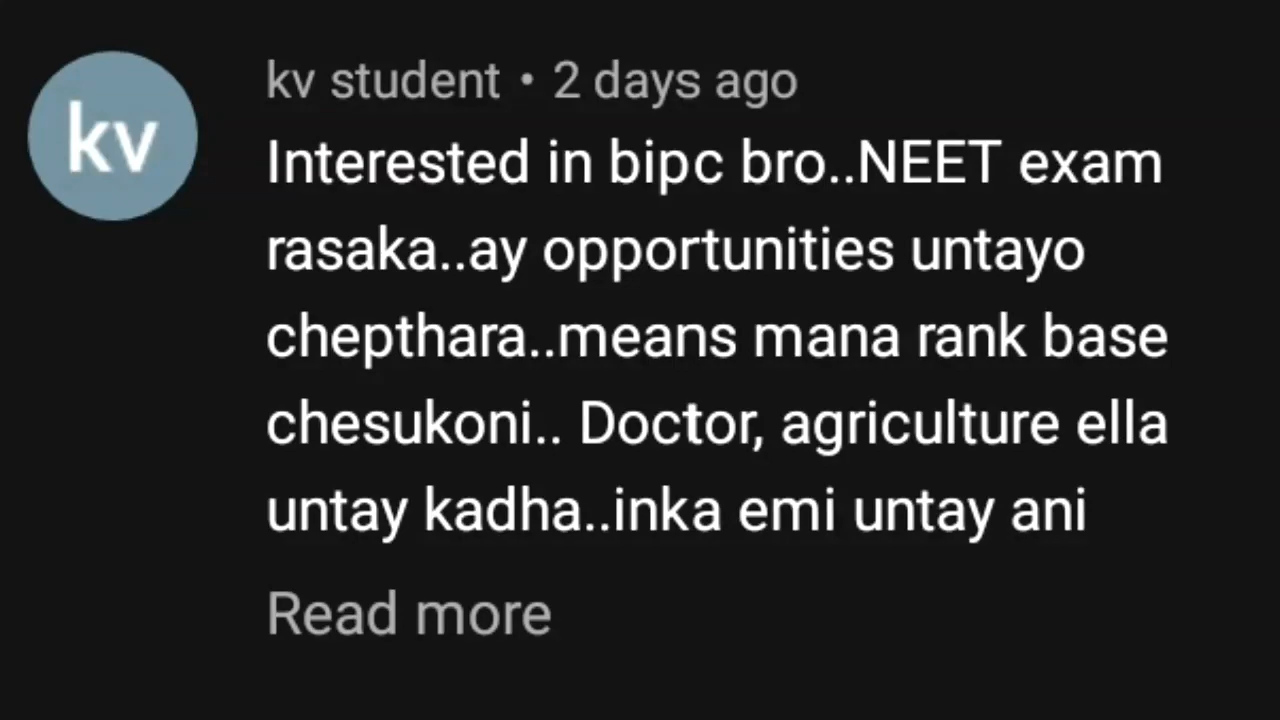 kv
kv student • 2 days ago
Interested in bipc bro..NEET exam
rasaka..ay opportunities untayo
chepthara..means mana rank base
chesukoni.. Doctor, agriculture ella
untay kadha..inka emi untay ani
Read more